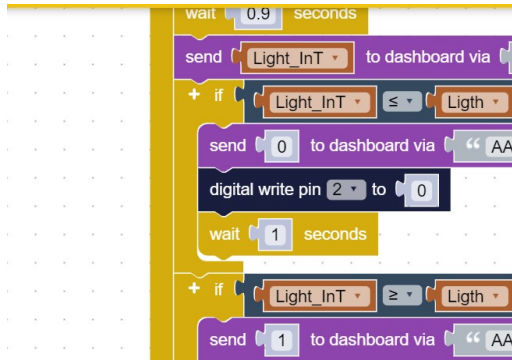 wait 0.9 seconds
send Light_InT to dashboard via
+ if Light_InT ≤ Ligth
send 0 to dashboard via “ AA
digital write pin 2 to 0
wait 1 seconds
+ if Light_InT ≥ Ligth
send 1 to dashboard via “ AA